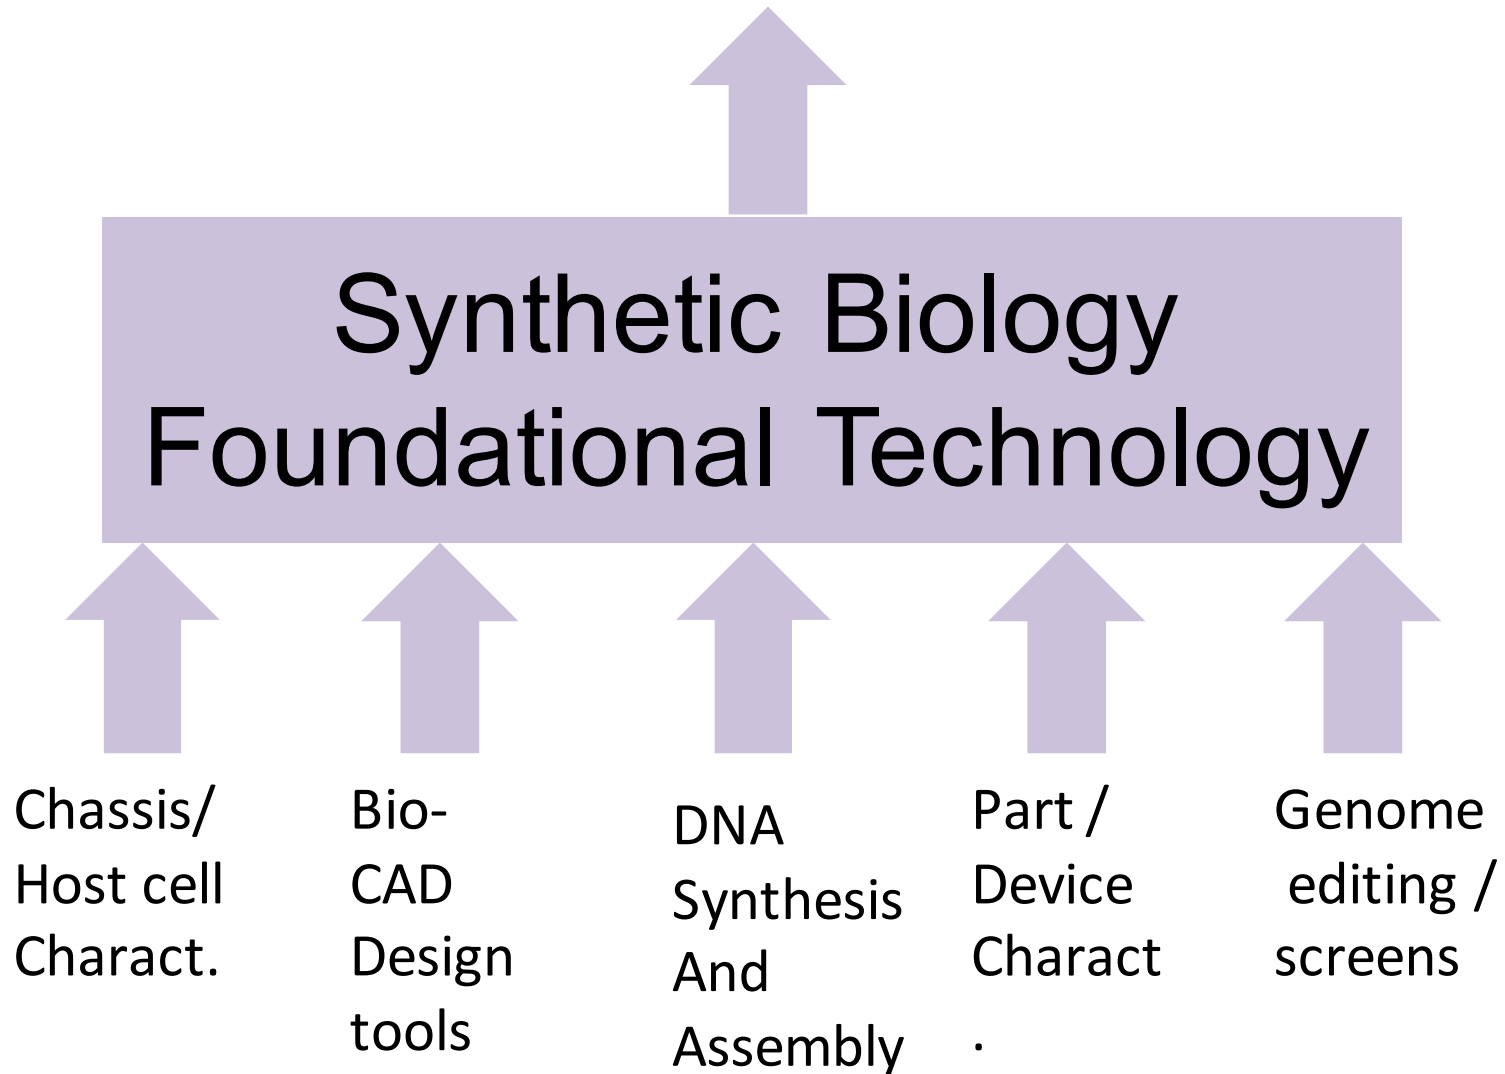 Synthetic Biology
Foundational Technology
Chassis/
Host cell
Charact.
Bio-
CAD
Design
tools
DNA
Synthesis
And
Assembly
Part /
Device
Charact
.
Genome
editing /
screens